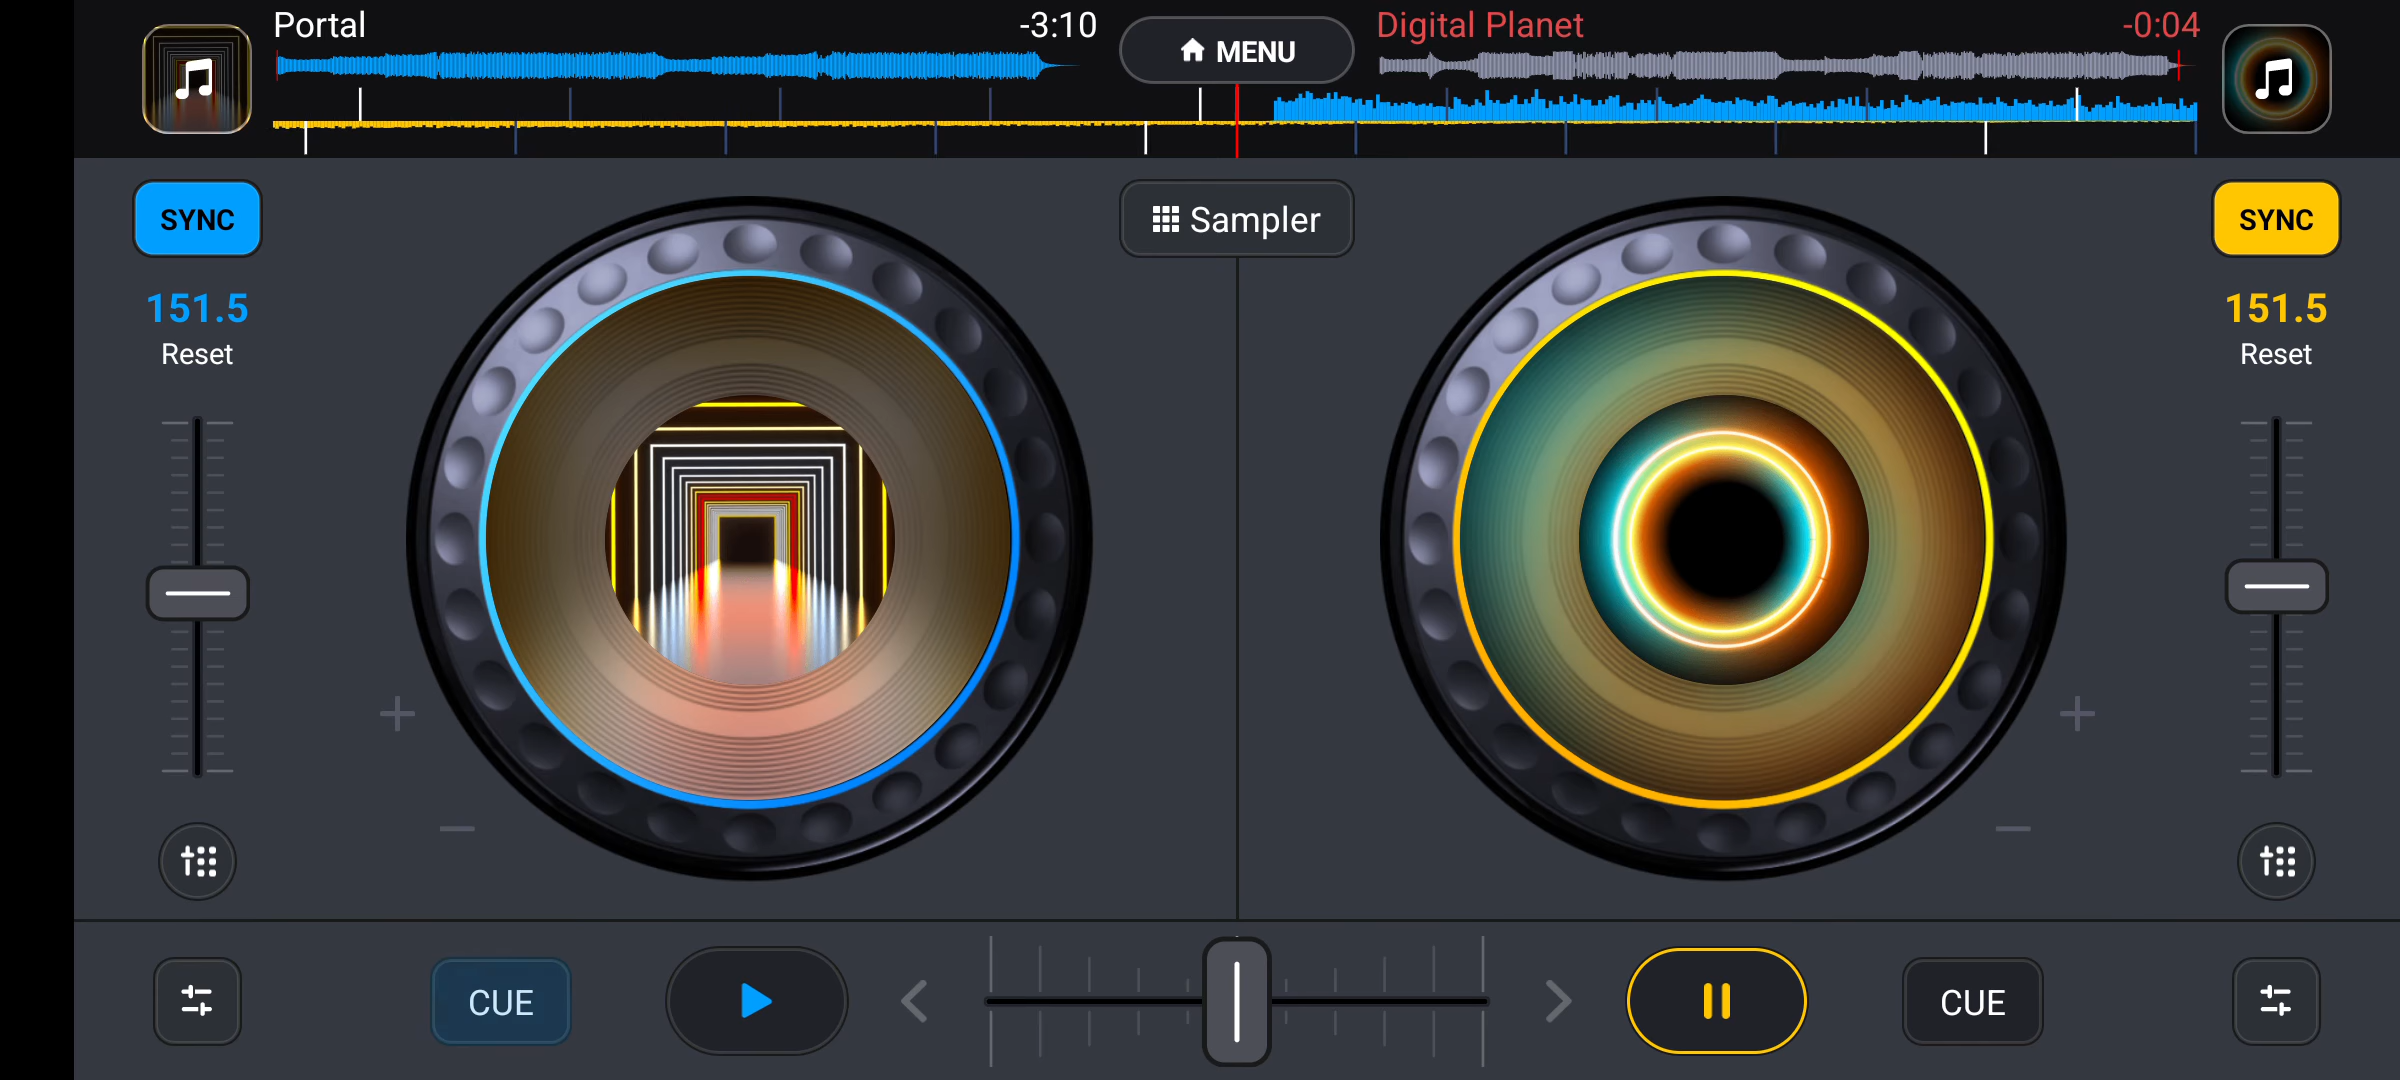 Portal
-3:10
MENU
Digital Planet
-0:04
SYNC
Sampler
SYNC
151.5
Reset
151.5
Reset
CUE
CUE